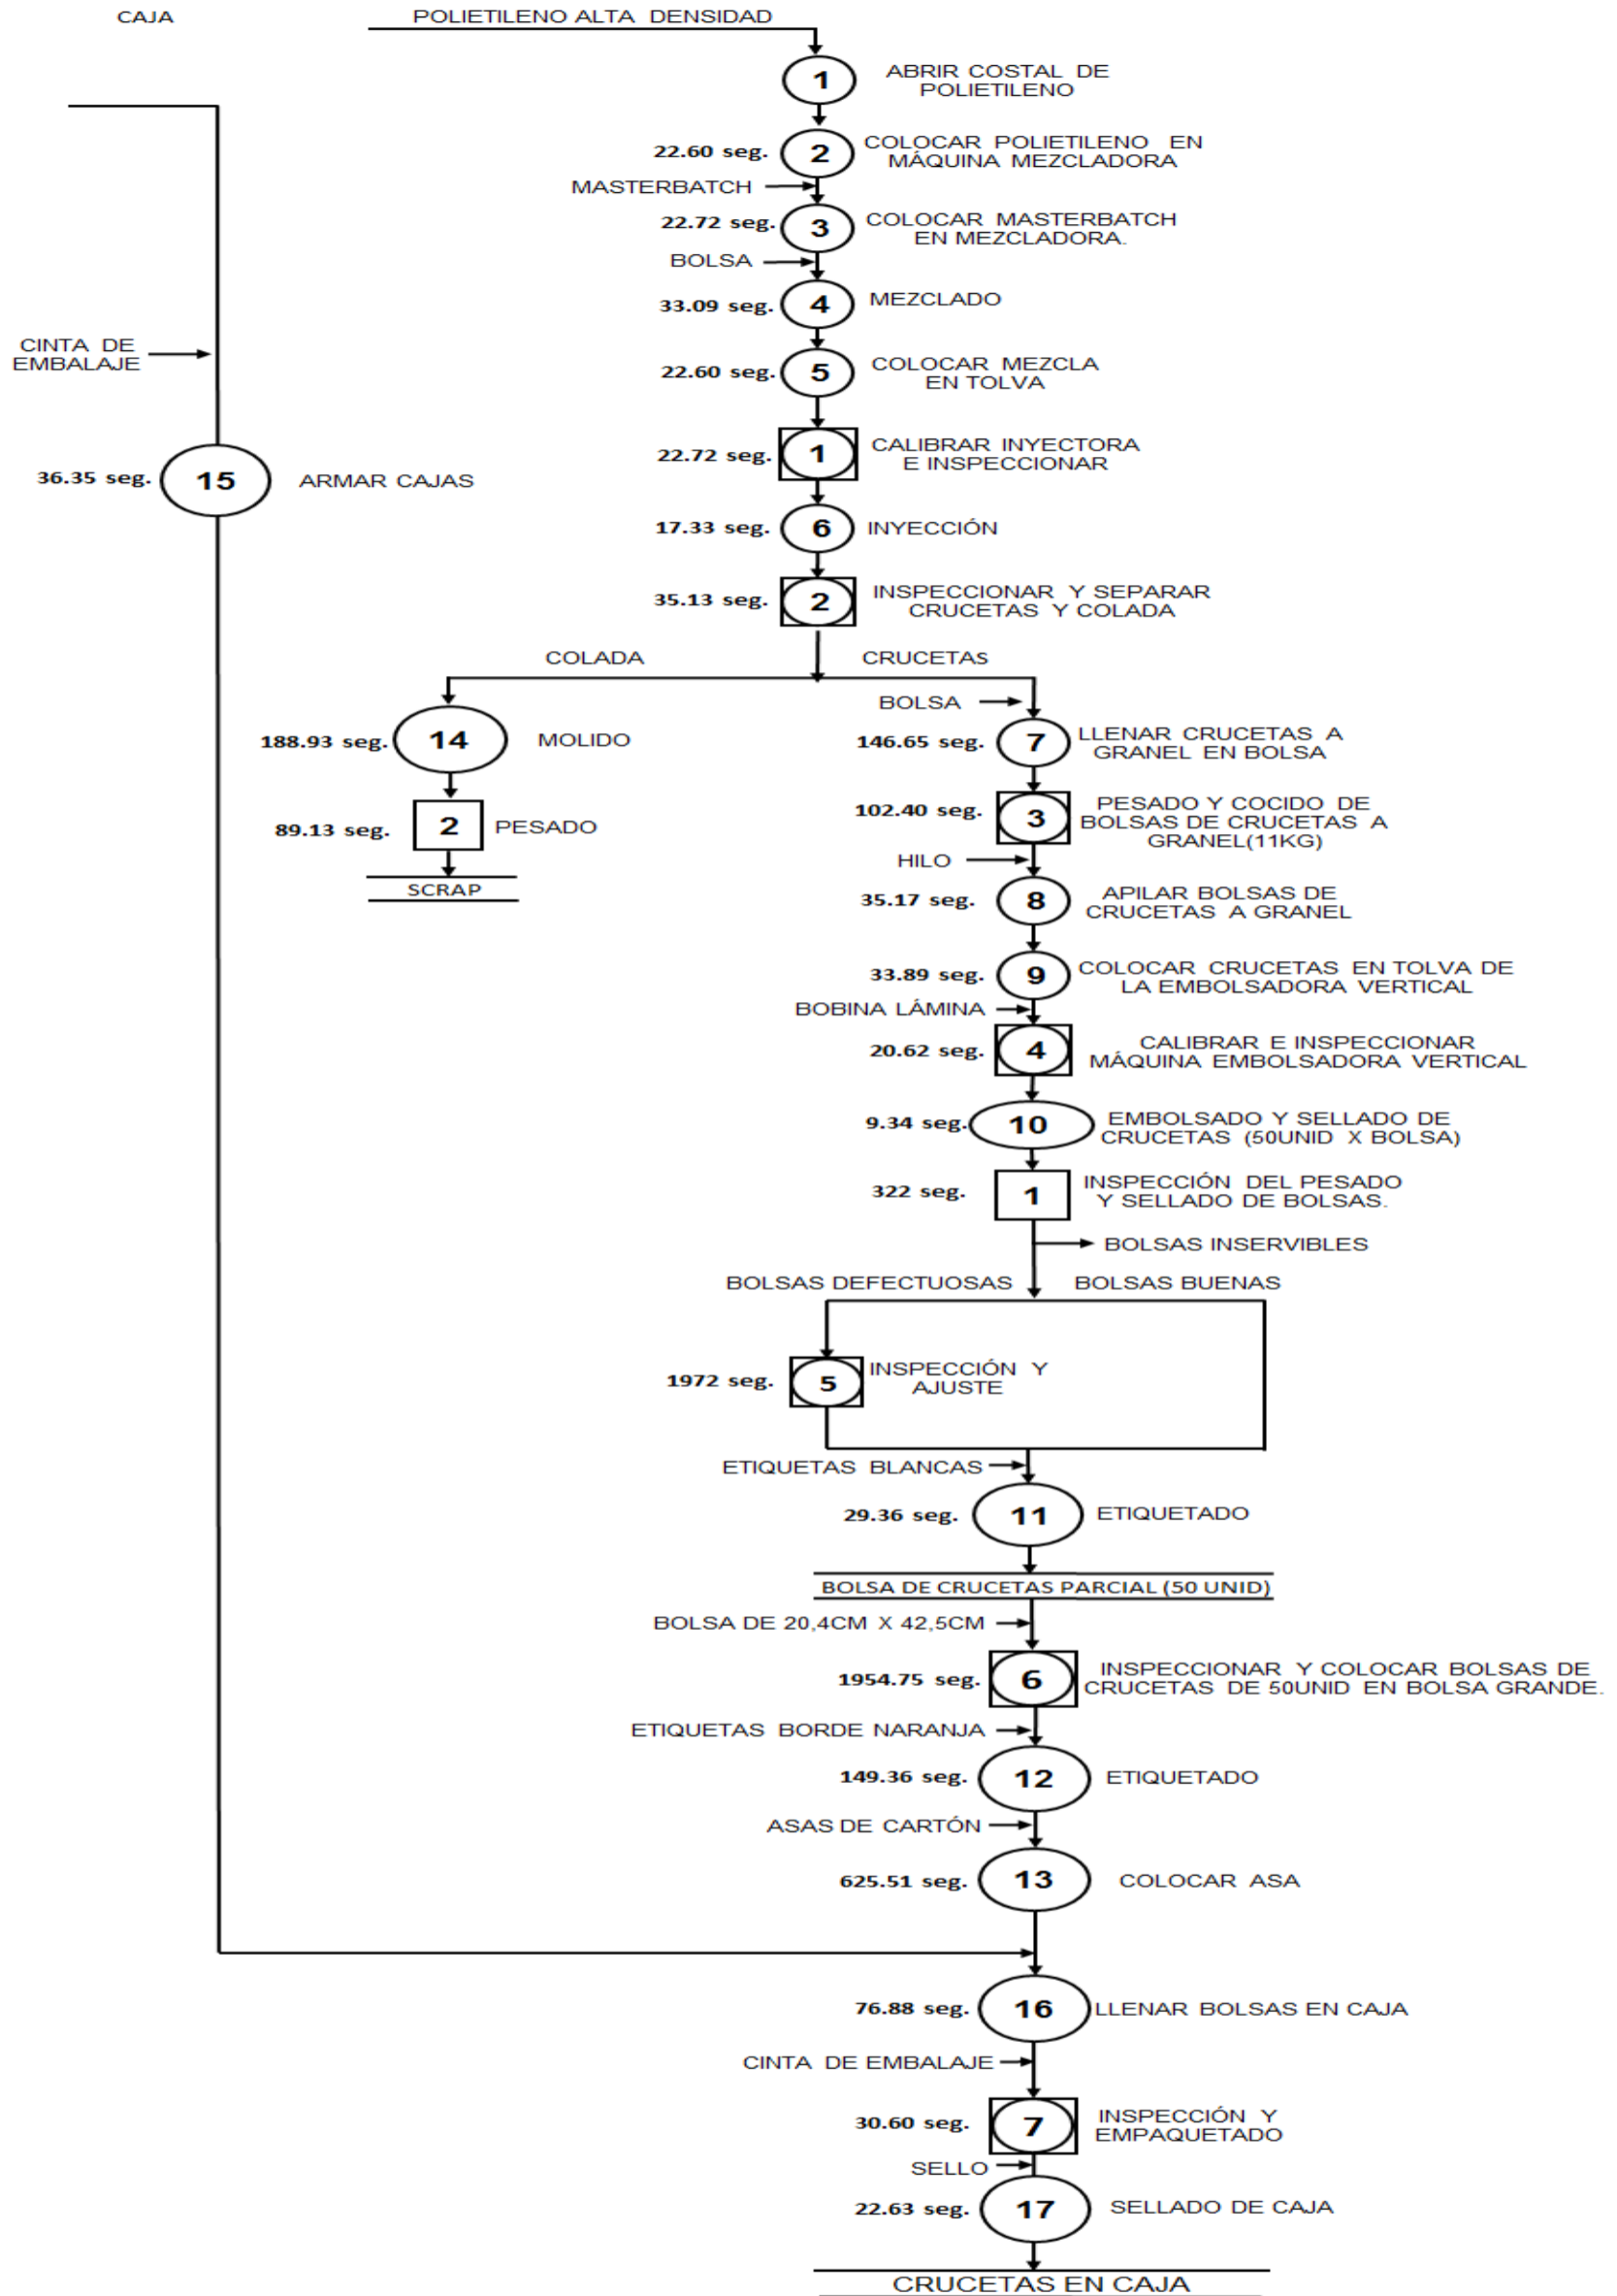 CAJA
POLIETILENO ALTA DENSIDAD
1
ABRIR COSTAL DE
POLIETILENO
22.60 seg.
2
COLOCAR POLIETILENO EN
MÁQUINA MEZCLADORA
MASTERBATCH
22.72 seg.
3
COLOCAR MASTERBATCH
EN MEZCLADORA.
BOLSA
33.09 seg.
4
MEZCLADO
CINTA DE
EMBALAJE
22.60 seg.
5
COLOCAR MEZCLA
EN TOLVA
22.72 seg.
1
CALIBRAR INYECTORA
E INSPECCIONAR
36.35 seg.
15
ARMAR CAJAS
17.33 seg.
6
INYECCIÓN
35.13 seg.
2
INSPECCIONAR Y SEPARAR
CRUCETAS Y COLADA
COLADA
CRUCETAS
BOLSA
188.93 seg.
14
MOLIDO
146.65 seg.
7
LLENAR CRUCETAS A
GRANEL EN BOLSA
89.13 seg.
2
PESADO
SCRAP
102.40 seg.
3
PESADO Y COCIDO DE
BOLSAS DE CRUCETAS A
GRANEL(11KG)
HILO
35.17 seg.
8
APILAR BOLSAS DE
CRUCETAS A GRANEL
33.89 seg.
9
COLOCAR CRUCETAS EN TOLVA DE
LA EMBOLSADORA VERTICAL
BOBINA LÁMINA
20.62 seg.
4
CALIBRAR E INSPECCIONAR
MÁQUINA EMBOLSADORA VERTICAL
9.34 seg.
10
EMBOLSADO Y SELLADO DE
CRUCETAS (50UNID X BOLSA)
322 seg.
1
INSPECCIÓN DEL PESADO
Y SELLADO DE BOLSAS.
BOLSAS INSERVIBLES
BOLSAS DEFECTUOSAS
BOLSAS BUENAS
1972 seg.
5
INSPECCIÓN Y
AJUSTE
ETIQUETAS BLANCAS
29.36 seg.
11
ETIQUETADO
BOLSA DE CRUCETAS PARCIAL (50 UNID)
BOLSA DE 20,4CM X 42,5CM
1954.75 seg.
6
INSPECCIONAR Y COLOCAR BOLSAS DE
CRUCETAS DE 50UNID EN BOLSA GRANDE.
ETIQUETAS BORDE NARANJA
149.36 seg.
12
ETIQUETADO
ASAS DE CARTÓN
625.51 seg.
13
COLOCAR ASA
76.88 seg.
16
LLENAR BOLSAS EN CAJA
CINTA DE EMBALAJE
30.60 seg.
7
INSPECCIÓN Y
EMPAQUETADO
SELLO
22.63 seg.
17
SELLADO DE CAJA
CRUCETAS EN CAJA